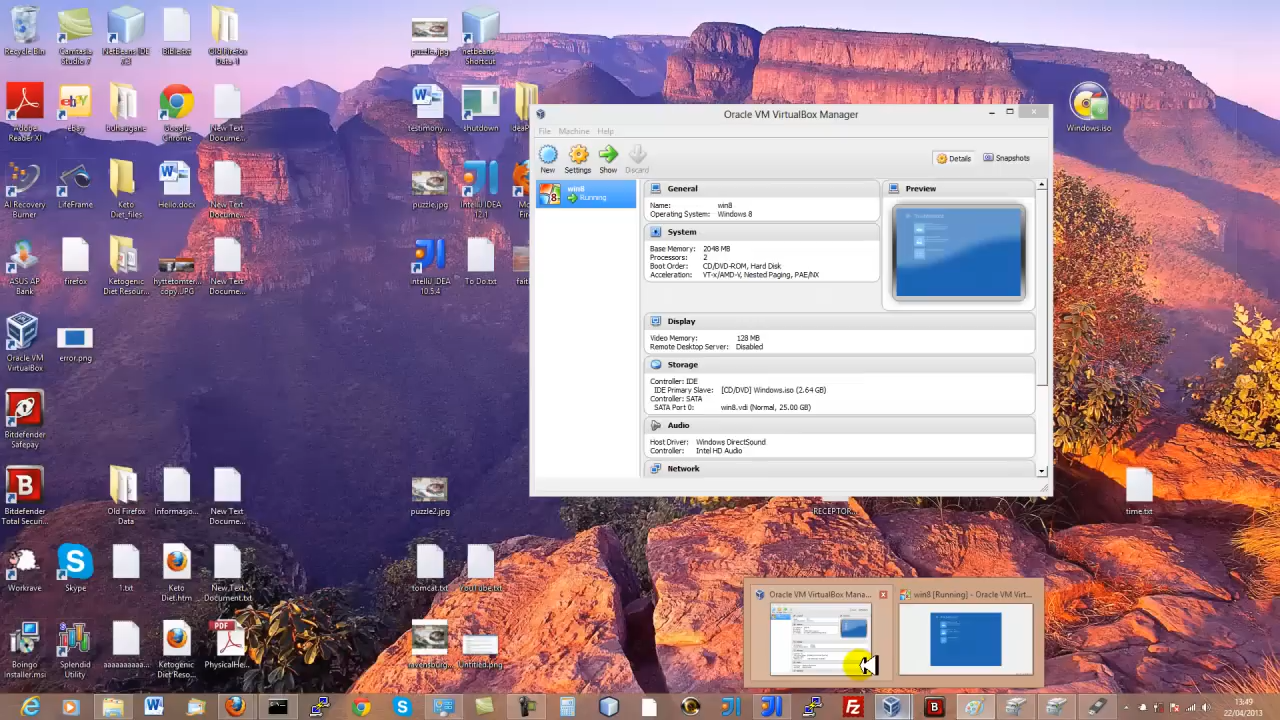 Recycle Bin
Camtasia Studio 7
NetBeans IDE 7.3
Bible.txt
Old Firefox Data-1
puzzle.jpg
netbeans - Shortcut
Adobe Reader XI
eBay
Google Chrome
New Text Docume...
testimony....
shutdown
Windows.iso
AI Recovery Burner
LifeFrame
Keto Diet_files
Hello.docx
New Text Docume...
puzzle.jpg
IntelliJ IDEA 12.1
ASUS AP Bank
firefox
Ketogenic Diet Resour...
New Text Docume...
IntelliJ IDEA 10.5.4
To Do.txt
Oracle VM VirtualBox
error.png
Bitdefender Safepay
Bitdefender Total Securi...
Old Firefox Data
Informasjo...
New Text Docume...
puzzle2.jpg
RECEPTOR...
time.txt
Workrave
Skype
1.txt
Keto Diet.htm
New Text Document.txt
tomcat.txt
YouTube.txt
Boingo Installer.msi
Splendid Utility
aaaaaaaaa...
Ketogenic Diet Reso...
PDF
PhysicalHe...
ravensburg...
Untitled.png
Oracle VM VirtualBox Manager
File Machine Help
New Settings Show Discard
Details Snapshots
win8
Running
General
Name: win8
Operating System: Windows 8
System
Base Memory: 2048 MB
Processors: 2
Boot Order: CD/DVD-ROM, Hard Disk
Acceleration: VT-x/AMD-V, Nested Paging, PAE/NX
Preview
Display
Video Memory: 128 MB
Remote Desktop Server: Disabled
Storage
Controller: IDE
IDE Primary Slave: [CD/DVD] Windows.iso (2.64 GB)
Controller: SATA
SATA Port 0: win8.vdi (Normal, 25.00 GB)
Audio
Host Driver: Windows DirectSound
Controller: Intel HD Audio
Network
Oracle VM VirtualBox Mana...
win8 [Running] - Oracle VM Virt...
13:49
22/04/2013